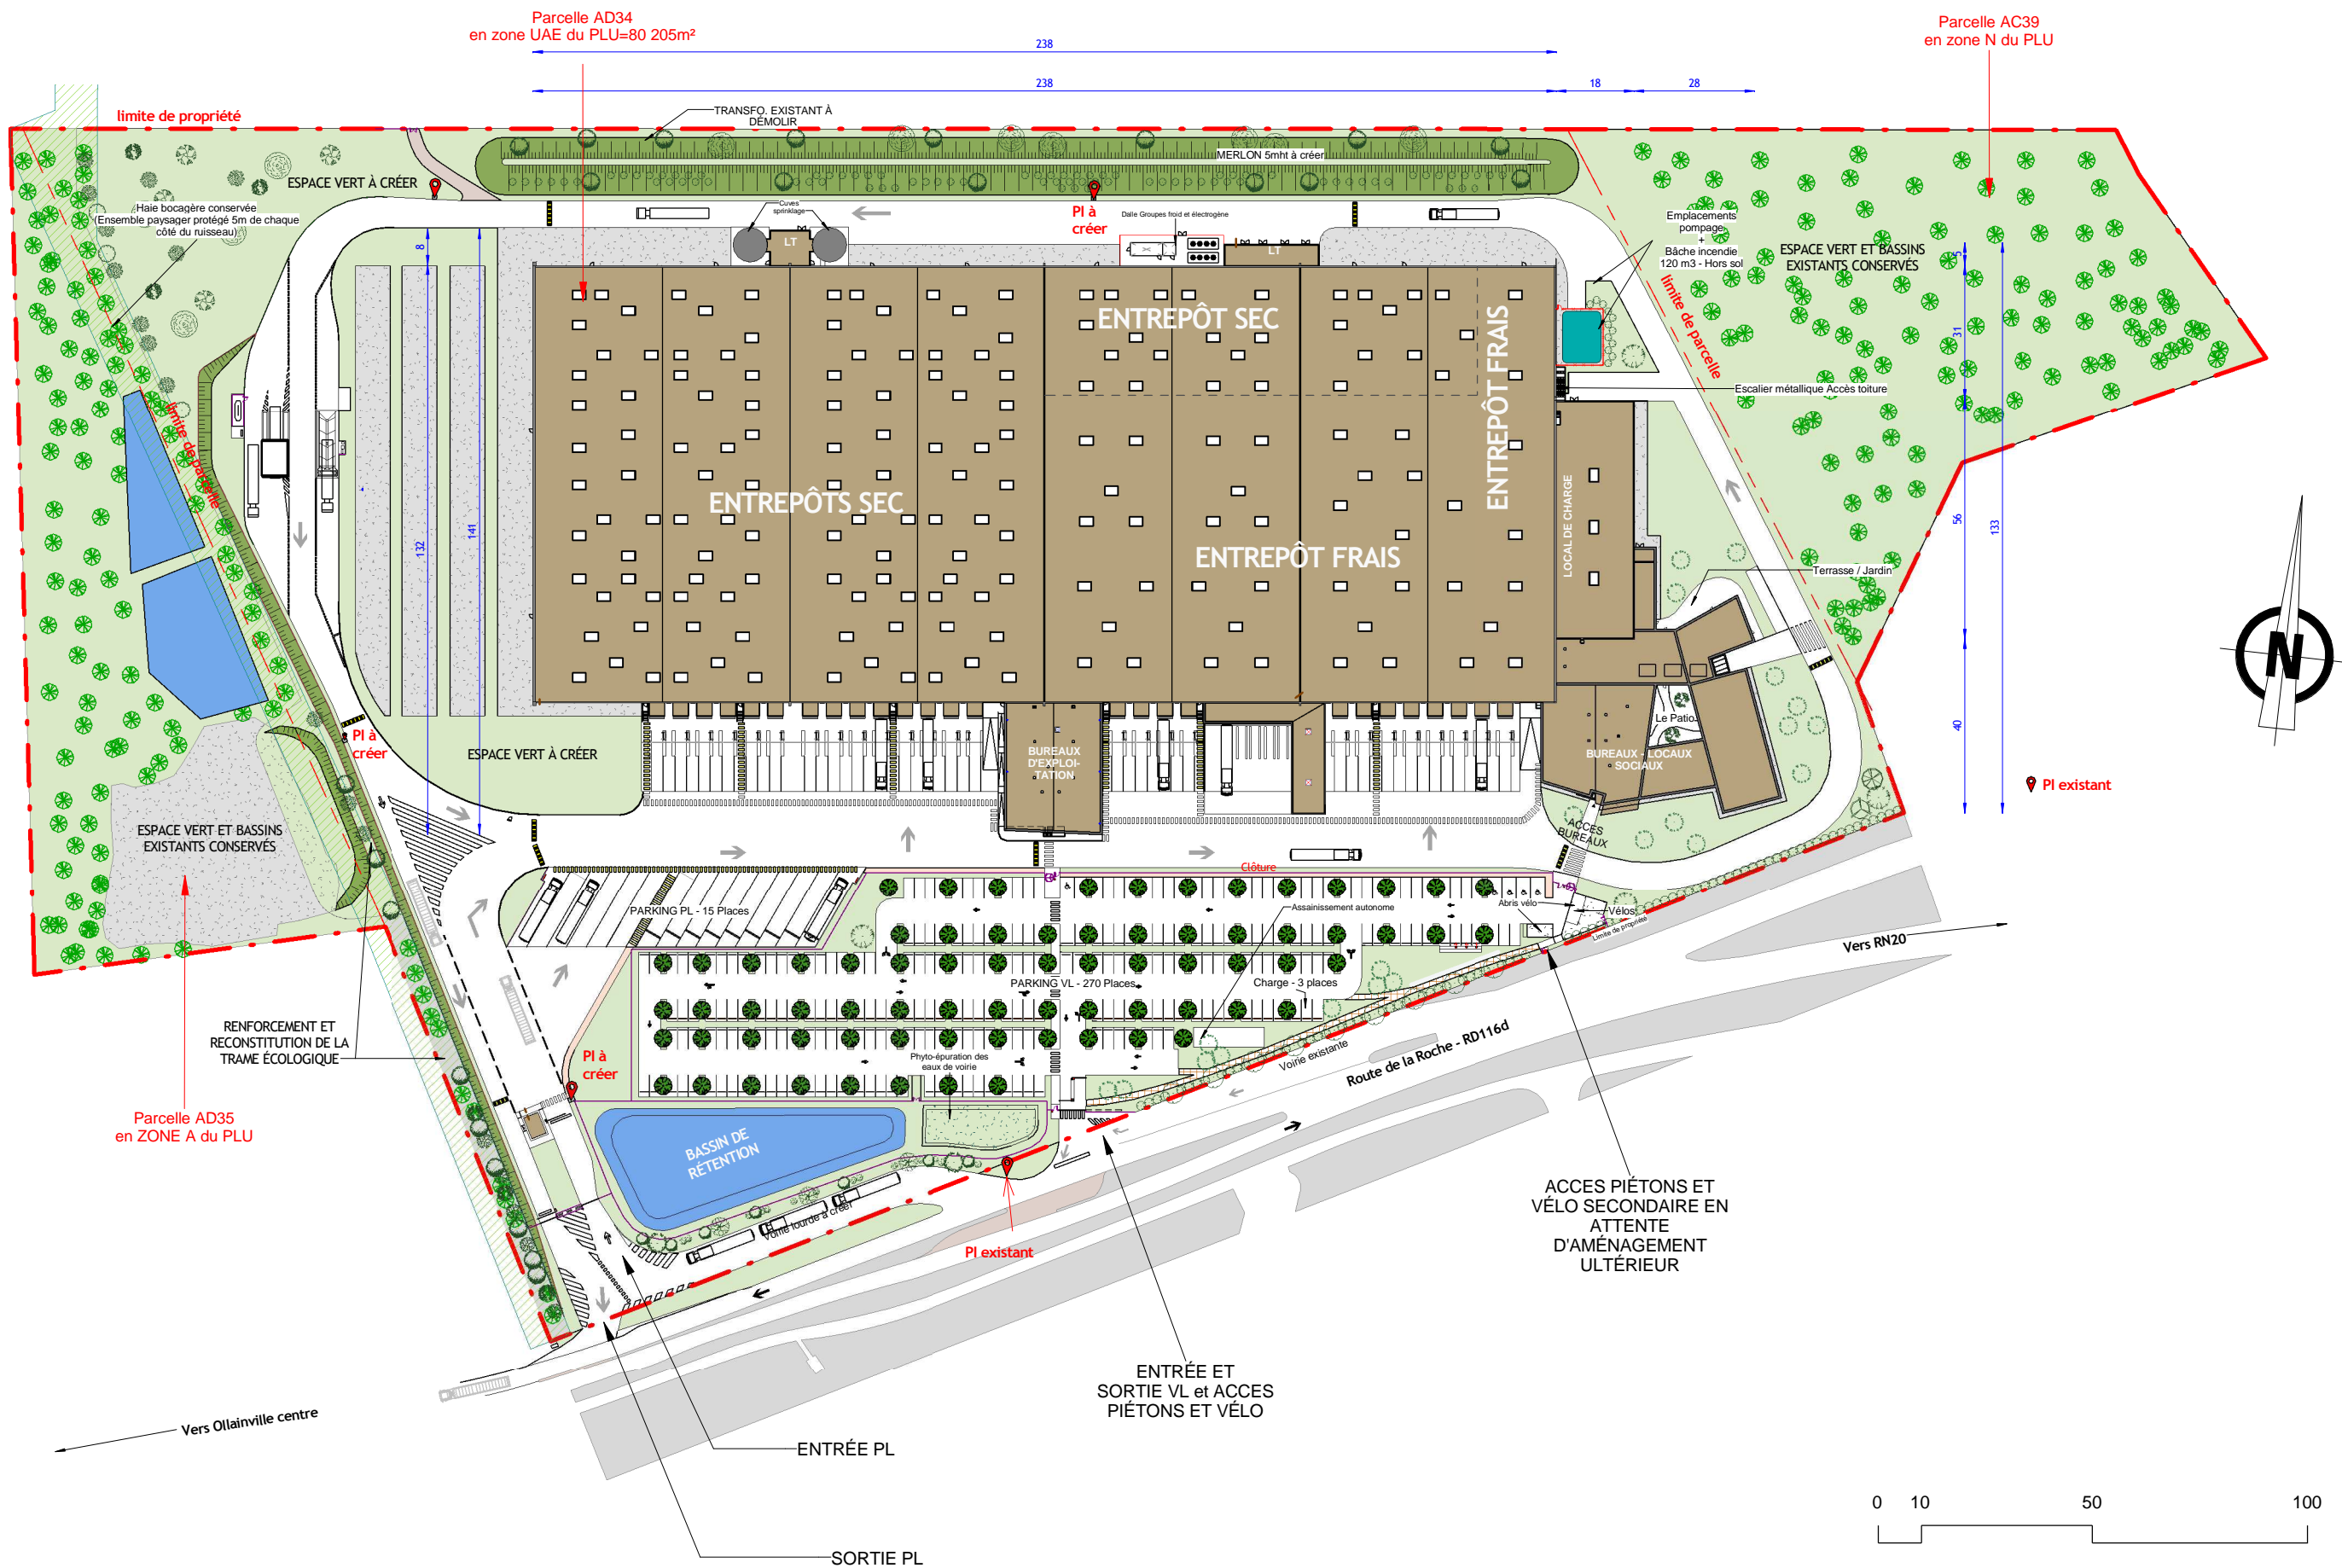 Parcelle AD34
en zone UAE du PLU=80 205m²
Parcelle AC39
en zone N du PLU
238
238
18
28
limite de propriété
TRANSFO. EXISTANT À
DÉMOLIR
MERLON 5mht à créer
ESPACE VERT À CRÉER
Haie bocagère conservée
(Ensemble paysager protégé 5m de chaque
côté du ruisseau)
Cuves
sprinklage
LT
PI à
créer
Dalle Groupes froid et électrogène
LT
Emplacements
pompage
+
Bâche incendie
120 m3 - Hors sol
ESPACE VERT ET BASSINS
EXISTANTS CONSERVÉS
limite de parcelle
8
141
132
5
31
133
56
40
ENTREPÔT SEC
ENTREPÔT FRAIS
Escalier métallique Accès toiture
limite de parcelle
ENTREPÔTS SEC
LOCAL DE CHARGE
ENTREPÔT FRAIS
Terrasse / Jardin
N
Le Patio
PI à
créer
ESPACE VERT À CRÉER
BUREAUX
D'EXPLOI-
TATION
BUREAUX - LOCAUX
SOCIAUX
PI existant
ESPACE VERT ET BASSINS
EXISTANTS CONSERVÉS
ACCES
BUREAUX
Clôture
PARKING PL - 15 Places
Assainissement autonome
Abris vélo
Vélos
Limite de propriété
Vers RN20
PARKING VL - 270 Places
Charge - 3 places
RENFORCEMENT ET
RECONSTITUTION DE LA
TRAME ÉCOLOGIQUE
PI à
créer
Phyto-épuration des
eaux de voirie
Voirie existante
Route de la Roche - RD116d
Parcelle AD35
en ZONE A du PLU
BASSIN DE
RÉTENTION
Voirie lourde à créer
PI existant
ACCES PIÉTONS ET
VÉLO SECONDAIRE EN
ATTENTE
D'AMÉNAGEMENT
ULTÉRIEUR
ENTRÉE ET
SORTIE VL et ACCES
PIÉTONS ET VÉLO
Vers Ollainville centre
ENTRÉE PL
SORTIE PL
0
10
50
100